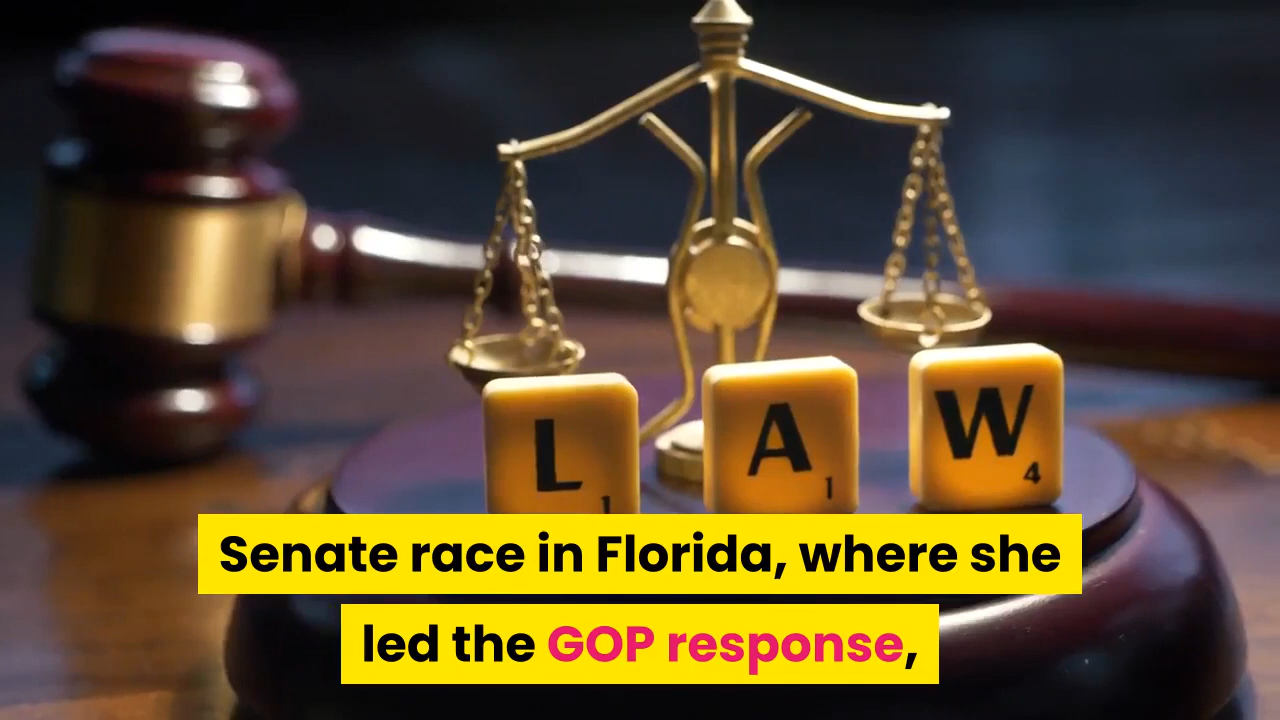 L A W
1 1 4
Senate race in Florida, where she
led the GOP response,